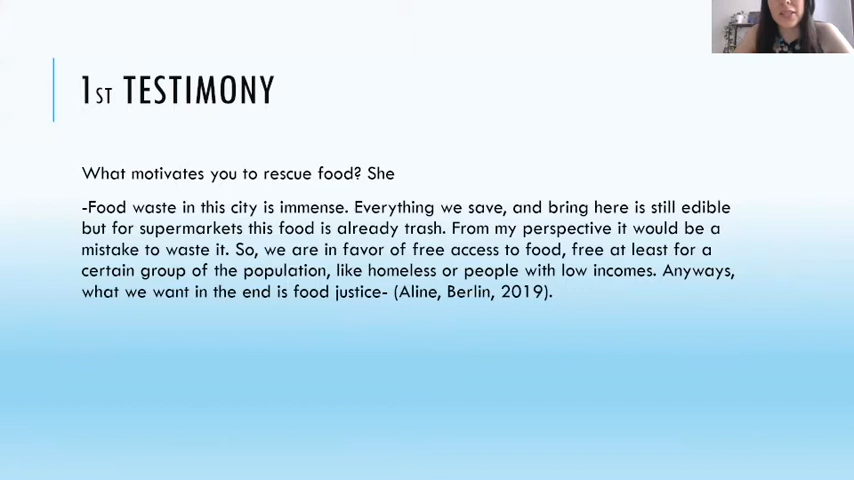 1ST TESTIMONY
What motivates you to rescue food? She
-Food waste in this city is immense. Everything we save, and bring here is still edible
but for supermarkets this food is already trash. From my perspective it would be a
mistake to waste it. So, we are in favor of free access to food, free at least for a
certain group of the population, like homeless or people with low incomes. Anyways,
what we want in the end is food justice- (Aline, Berlin, 2019).